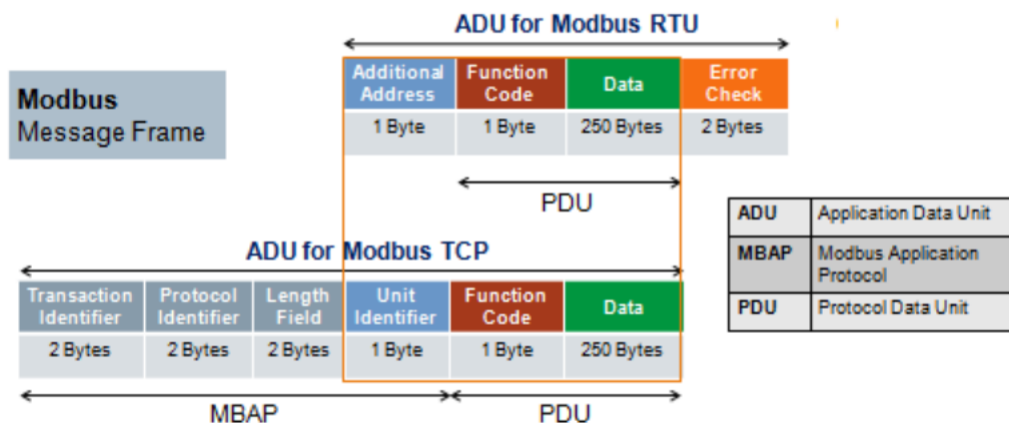 ADU for Modbus RTU
Modbus
Message Frame
Additional Address
Function Code
Data
Error Check
1 Byte
1 Byte
250 Bytes
2 Bytes
PDU
ADU Application Data Unit
MBAP Modbus Application Protocol
PDU Protocol Data Unit
ADU for Modbus TCP
Transaction Identifier
Protocol Identifier
Length Field
Unit Identifier
Function Code
Data
2 Bytes
2 Bytes
2 Bytes
1 Byte
1 Byte
250 Bytes
MBAP
PDU